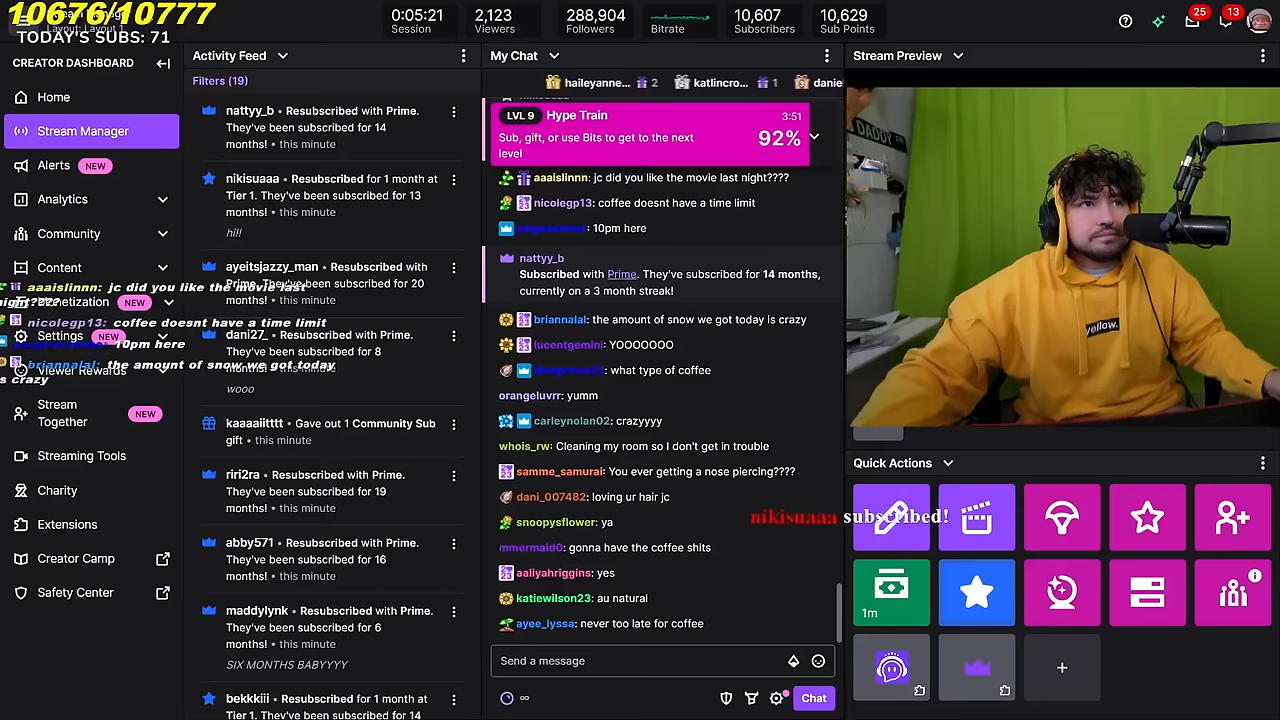 10676/10777
TODAY'S SUBS: 71
0:05:21
Session
2,123
Viewers
288,904
Followers
Bitrate
10,607
Subscribers
10,629
Sub Points
25
13
CREATOR DASHBOARD
Home
Stream Manager
Alerts NEW
Analytics
Community
Content
Monetization NEW
Settings NEW
Viewer Rewards
Stream
Together
NEW
Streaming Tools
Charity
Extensions
Creator Camp
Safety Center
aaaislinnn: jc did you like the movie last
night????
nicolegp13: coffee doesnt have a time limit
10pm here
briannalal: the amount of snow we got today
is crazy
Activity Feed
Filters (19)
nattyy_b • Resubscribed with Prime.
They've been subscribed for 14
months! • this minute
nikisuaaa • Resubscribed for 1 month at
Tier 1. They've been subscribed for 13
months! • this minute
hi!!
ayeitsjazzy_man • Resubscribed with
Prime. They've been subscribed for 20
months! • this minute
dani27_ • Resubscribed with Prime.
They've been subscribed for 8
months! • this minute
wooo
kaaaaiitttt • Gave out 1 Community Sub
gift • this minute
riri2ra • Resubscribed with Prime.
They've been subscribed for 19
months! • this minute
abby571 • Resubscribed with Prime.
They've been subscribed for 16
months! • this minute
maddylynk • Resubscribed with Prime.
They've been subscribed for 6
months! • this minute
SIX MONTHS BABYYYY
bekkkiii • Resubscribed for 1 month at
Tier 1. They've been subscribed for 14
My Chat
haileyanne... 2
katlincro... 1
danie
LVL 9 Hype Train
3:51
Sub, gift, or use Bits to get to the next
level
92%
aaaislinnn: jc did you like the movie last night????
nicolegp13: coffee doesnt have a time limit
10pm here
nattyy_b
Subscribed with Prime. They've subscribed for 14 months,
currently on a 3 month streak!
briannalal: the amount of snow we got today is crazy
lucentgemini: YOOOOOOO
what type of coffee
orangeluvrr: yumm
carleynolan02: crazyyyy
whois_rw: Cleaning my room so I don't get in trouble
samme_samurai: You ever getting a nose piercing????
dani_007482: loving ur hair jc
snoopysflower: ya
mmermaid0: gonna have the coffee shits
aaliyahriggins: yes
katiewilson23: au natural
ayee_lyssa: never too late for coffee
Send a message
Chat
Stream Preview
DADDY
yellow.
Quick Actions
nikisuaaa subscribed!
1m